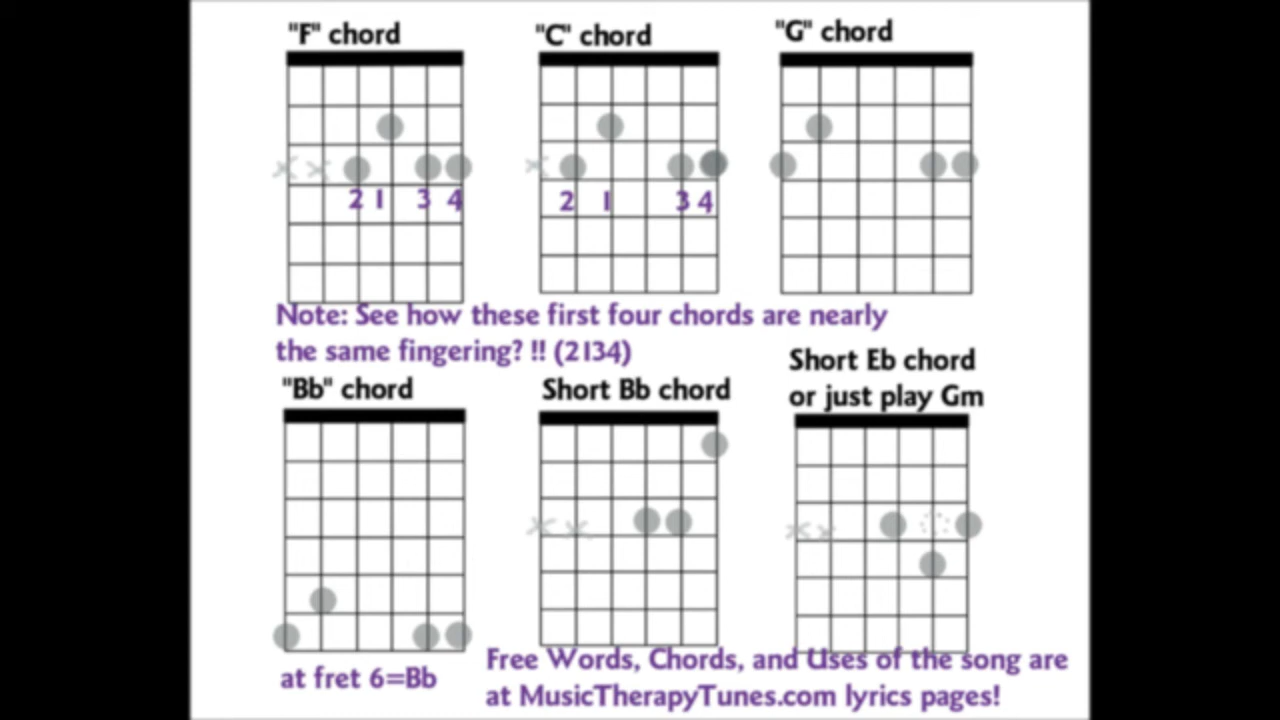 "F" chord
"C" chord
"G" chord
2 1 3 4
2 1 3 4
Note: See how these first four chords are nearly
the same fingering? !! (2134)
"Bb" chord
Short Bb chord
Short Eb chord
or just play Gm
at fret 6=Bb
Free Words, Chords, and Uses of the song are
at MusicTherapyTunes.com lyrics pages!